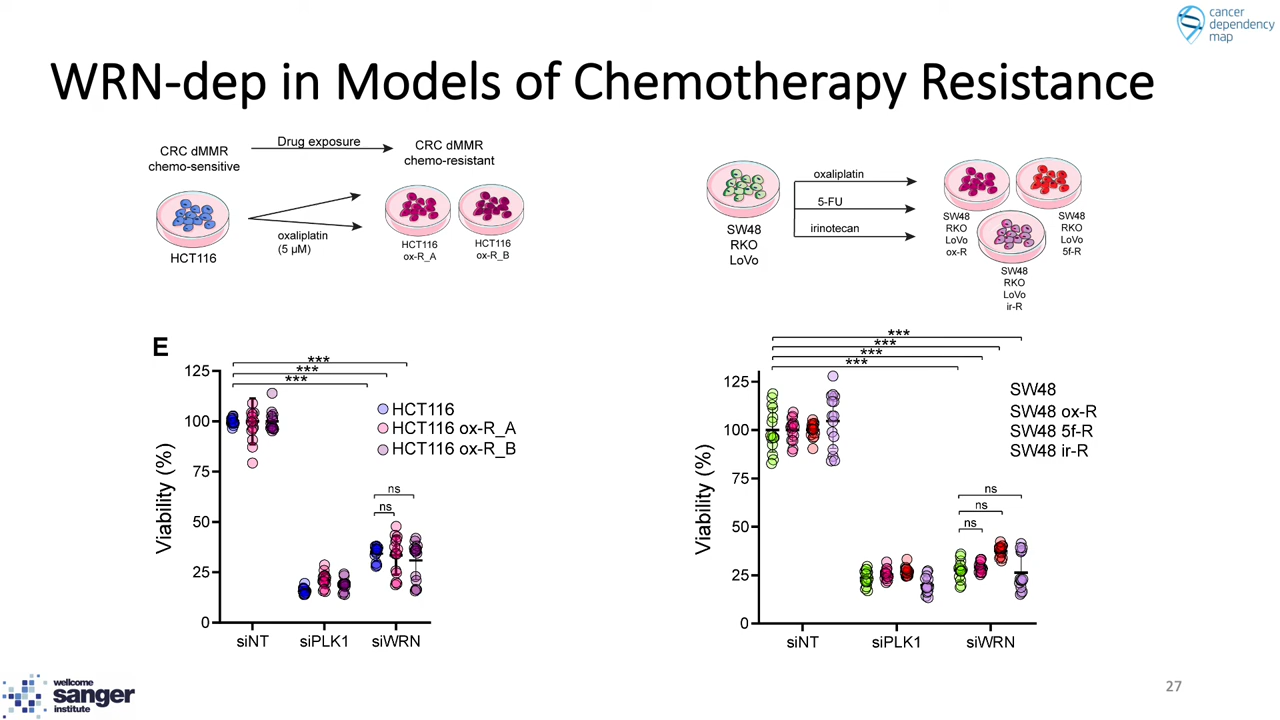 cancer
dependency
map
WRN-dep in Models of Chemotherapy Resistance
CRC dMMR
chemo-sensitive
Drug exposure
CRC dMMR
chemo-resistant
oxaliplatin
(5 µM)
HCT116
HCT116
ox-R_A
HCT116
ox-R_B
SW48
RKO
LoVo
oxaliplatin
5-FU
irinotecan
SW48
RKO
LoVo
ox-R
SW48
RKO
LoVo
5f-R
SW48
RKO
LoVo
ir-R
E
Viability (%)
125
100
75
50
25
0
***
***
***
HCT116
HCT116 ox-R_A
HCT116 ox-R_B
ns
ns
siNT
siPLK1
siWRN
Viability (%)
125
100
75
50
25
0
***
***
***
***
SW48
SW48 ox-R
SW48 5f-R
SW48 ir-R
ns
ns
ns
siNT
siPLK1
siWRN
wellcome
sanger
institute
27